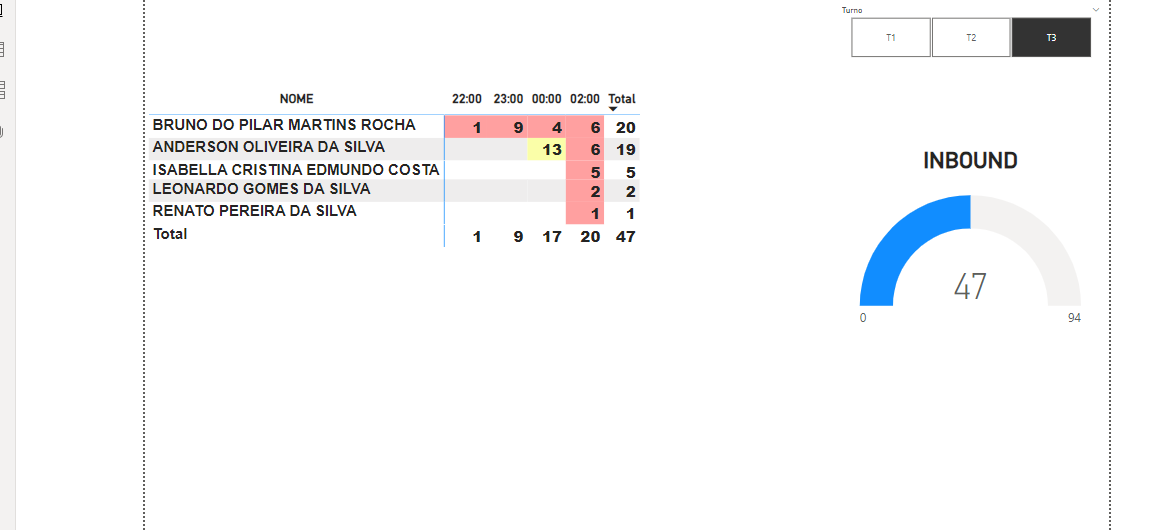 Turno
T1 T2 T3
NOME 22:00 23:00 00:00 02:00 Total
BRUNO DO PILAR MARTINS ROCHA 1 9 4 6 20
ANDERSON OLIVEIRA DA SILVA 13 6 19
ISABELLA CRISTINA EDMUNDO COSTA 5 5
LEONARDO GOMES DA SILVA 2 2
RENATO PEREIRA DA SILVA 1 1
Total 1 9 17 20 47
INBOUND
47
0 94